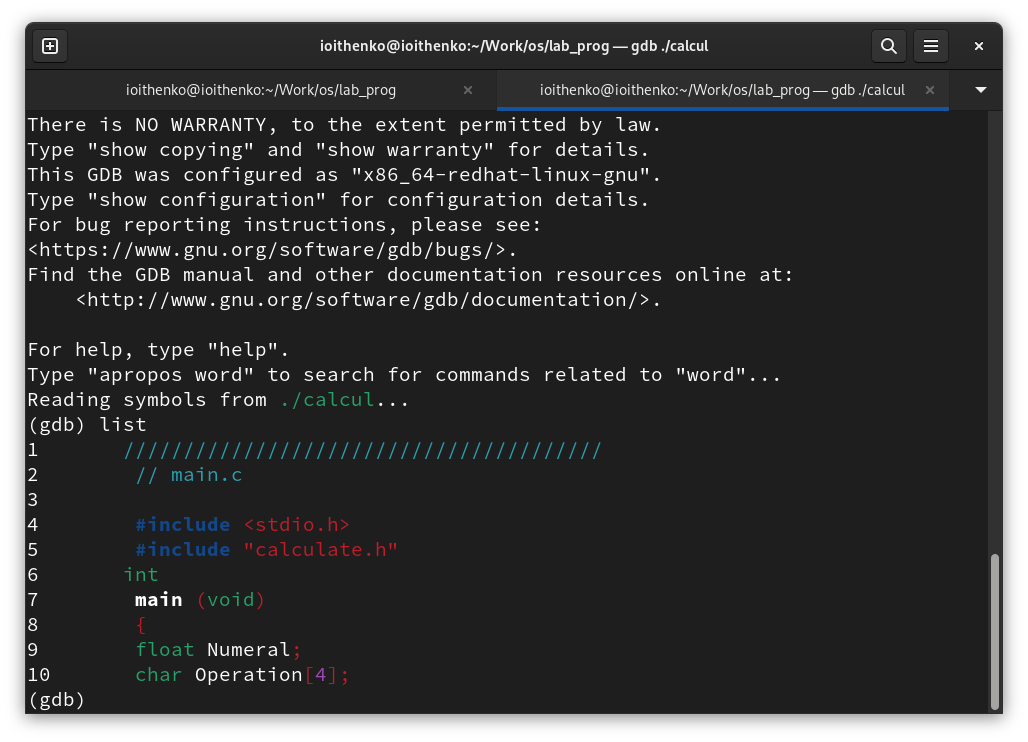 ioithenko@ioithenko:~/Work/os/lab_prog — gdb ./calcul
ioithenko@ioithenko:~/Work/os/lab_prog
ioithenko@ioithenko:~/Work/os/lab_prog — gdb ./calcul
There is NO WARRANTY, to the extent permitted by law.
Type "show copying" and "show warranty" for details.
This GDB was configured as "x86_64-redhat-linux-gnu".
Type "show configuration" for configuration details.
For bug reporting instructions, please see:
<https://www.gnu.org/software/gdb/bugs/>.
Find the GDB manual and other documentation resources online at:
    <http://www.gnu.org/software/gdb/documentation/>.

For help, type "help".
Type "apropos word" to search for commands related to "word"...
Reading symbols from ./calcul...
(gdb) list
1       ////////////////////////////////////////
2        // main.c
3
4        #include <stdio.h>
5        #include "calculate.h"
6       int
7        main (void)
8        {
9        float Numeral;
10       char Operation[4];
(gdb)